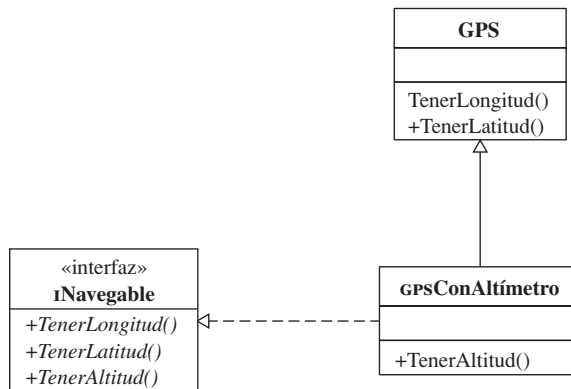 GPS
TenerLongitud()
+TenerLatitud()
«interfaz»
INavegable
+TenerLongitud()
+TenerLatitud()
+TenerAltitud()
GPSConAltímetro
+TenerAltitud()